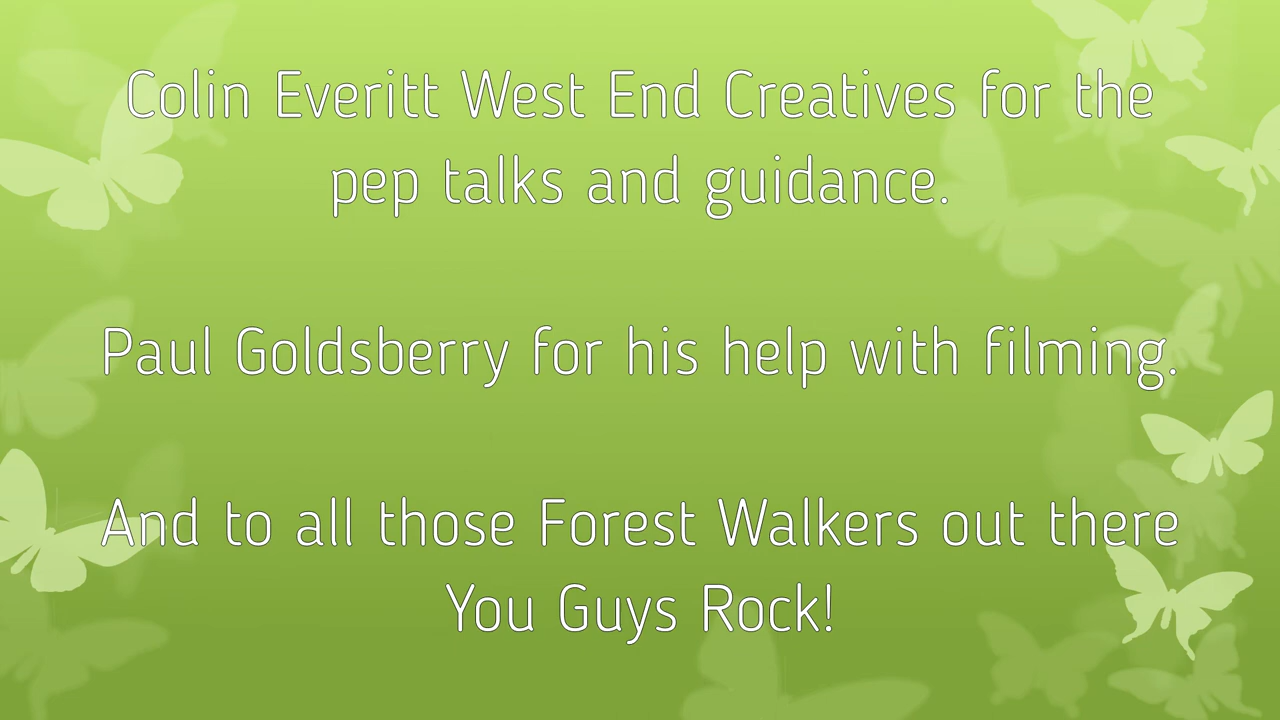 Colin Everitt West End Creatives for the
pep talks and guidance.
Paul Goldsberry for his help with filming.
And to all those Forest Walkers out there
You Guys Rock!